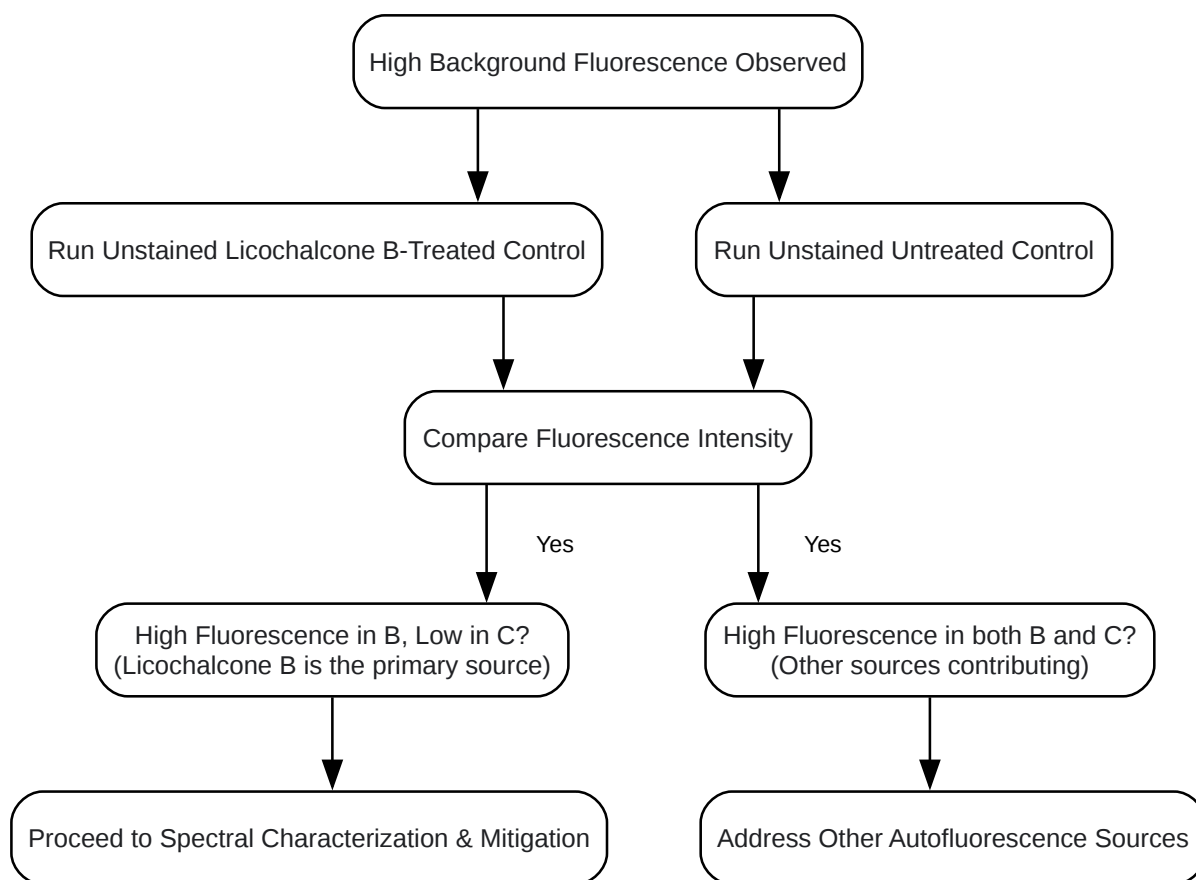 High Background Fluorescence Observed
Run Unstained Licochalcone B-Treated Control
Run Unstained Untreated Control
Compare Fluorescence Intensity
Yes
Yes
High Fluorescence in B, Low in C?
(Licochalcone B is the primary source)
High Fluorescence in both B and C?
(Other sources contributing)
Proceed to Spectral Characterization & Mitigation
Address Other Autofluorescence Sources